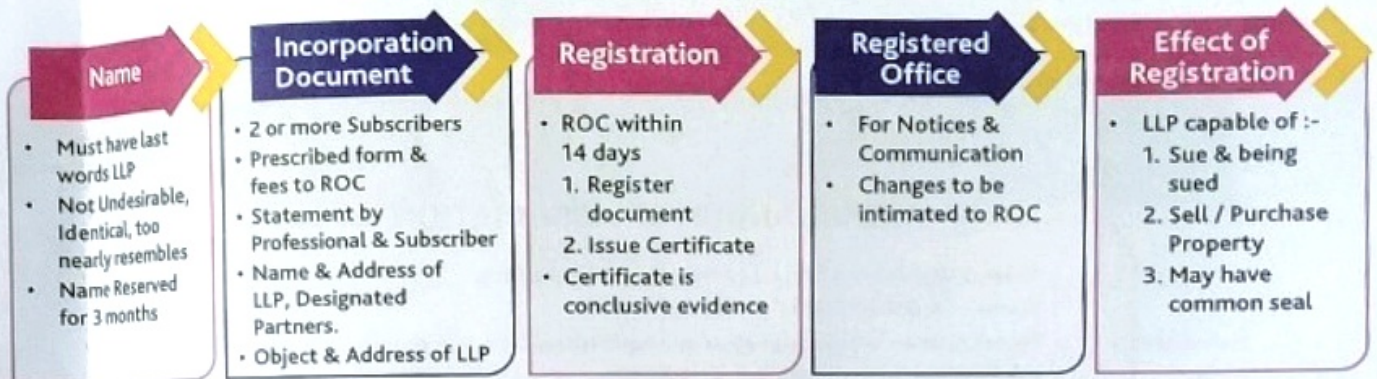 Name
• Must have last
words LLP
• Not Undesirable,
Identical, too
nearly resembles
• Name Reserved
for 3 months
Incorporation
Document
• 2 or more Subscribers
• Prescribed form &
fees to ROC
• Statement by
Professional & Subscriber
• Name & Address of
LLP, Designated
Partners.
• Object & Address of LLP
Registration
• ROC within
14 days
1. Register
document
2. Issue Certificate
• Certificate is
conclusive evidence
Registered
Office
• For Notices &
Communication
• Changes to be
intimated to ROC
Effect of
Registration
• LLP capable of :-
1. Sue & being
sued
2. Sell / Purchase
Property
3. May have
common seal